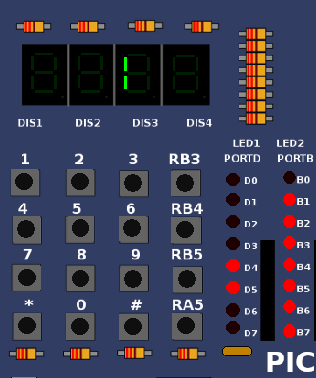 DIS1 DIS2 DIS3 DIS4
LED1 LED2
PORTD PORTB
1 2 3 RB3
D0 B0
D1 B1
4 5 6 RB4
D2 B2
D3 B3
7 8 9 RB5
D4 B4
D5 B5
* 0 # RA5
D6 B6
D7 B7
PIC